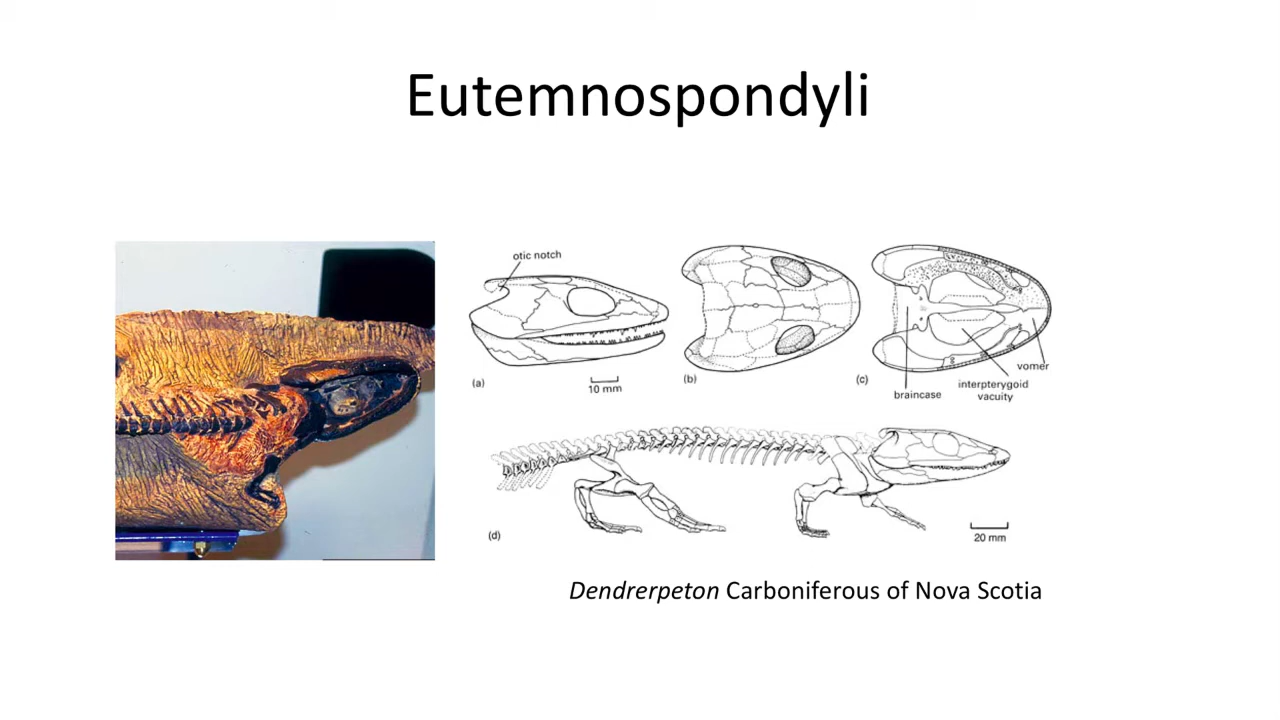 Eutemnospondyli
otic notch
(a)
10 mm
(b)
(c)
vomer
braincase
interpterygoid
vacuity
(d)
20 mm
Dendrerpeton Carboniferous of Nova Scotia